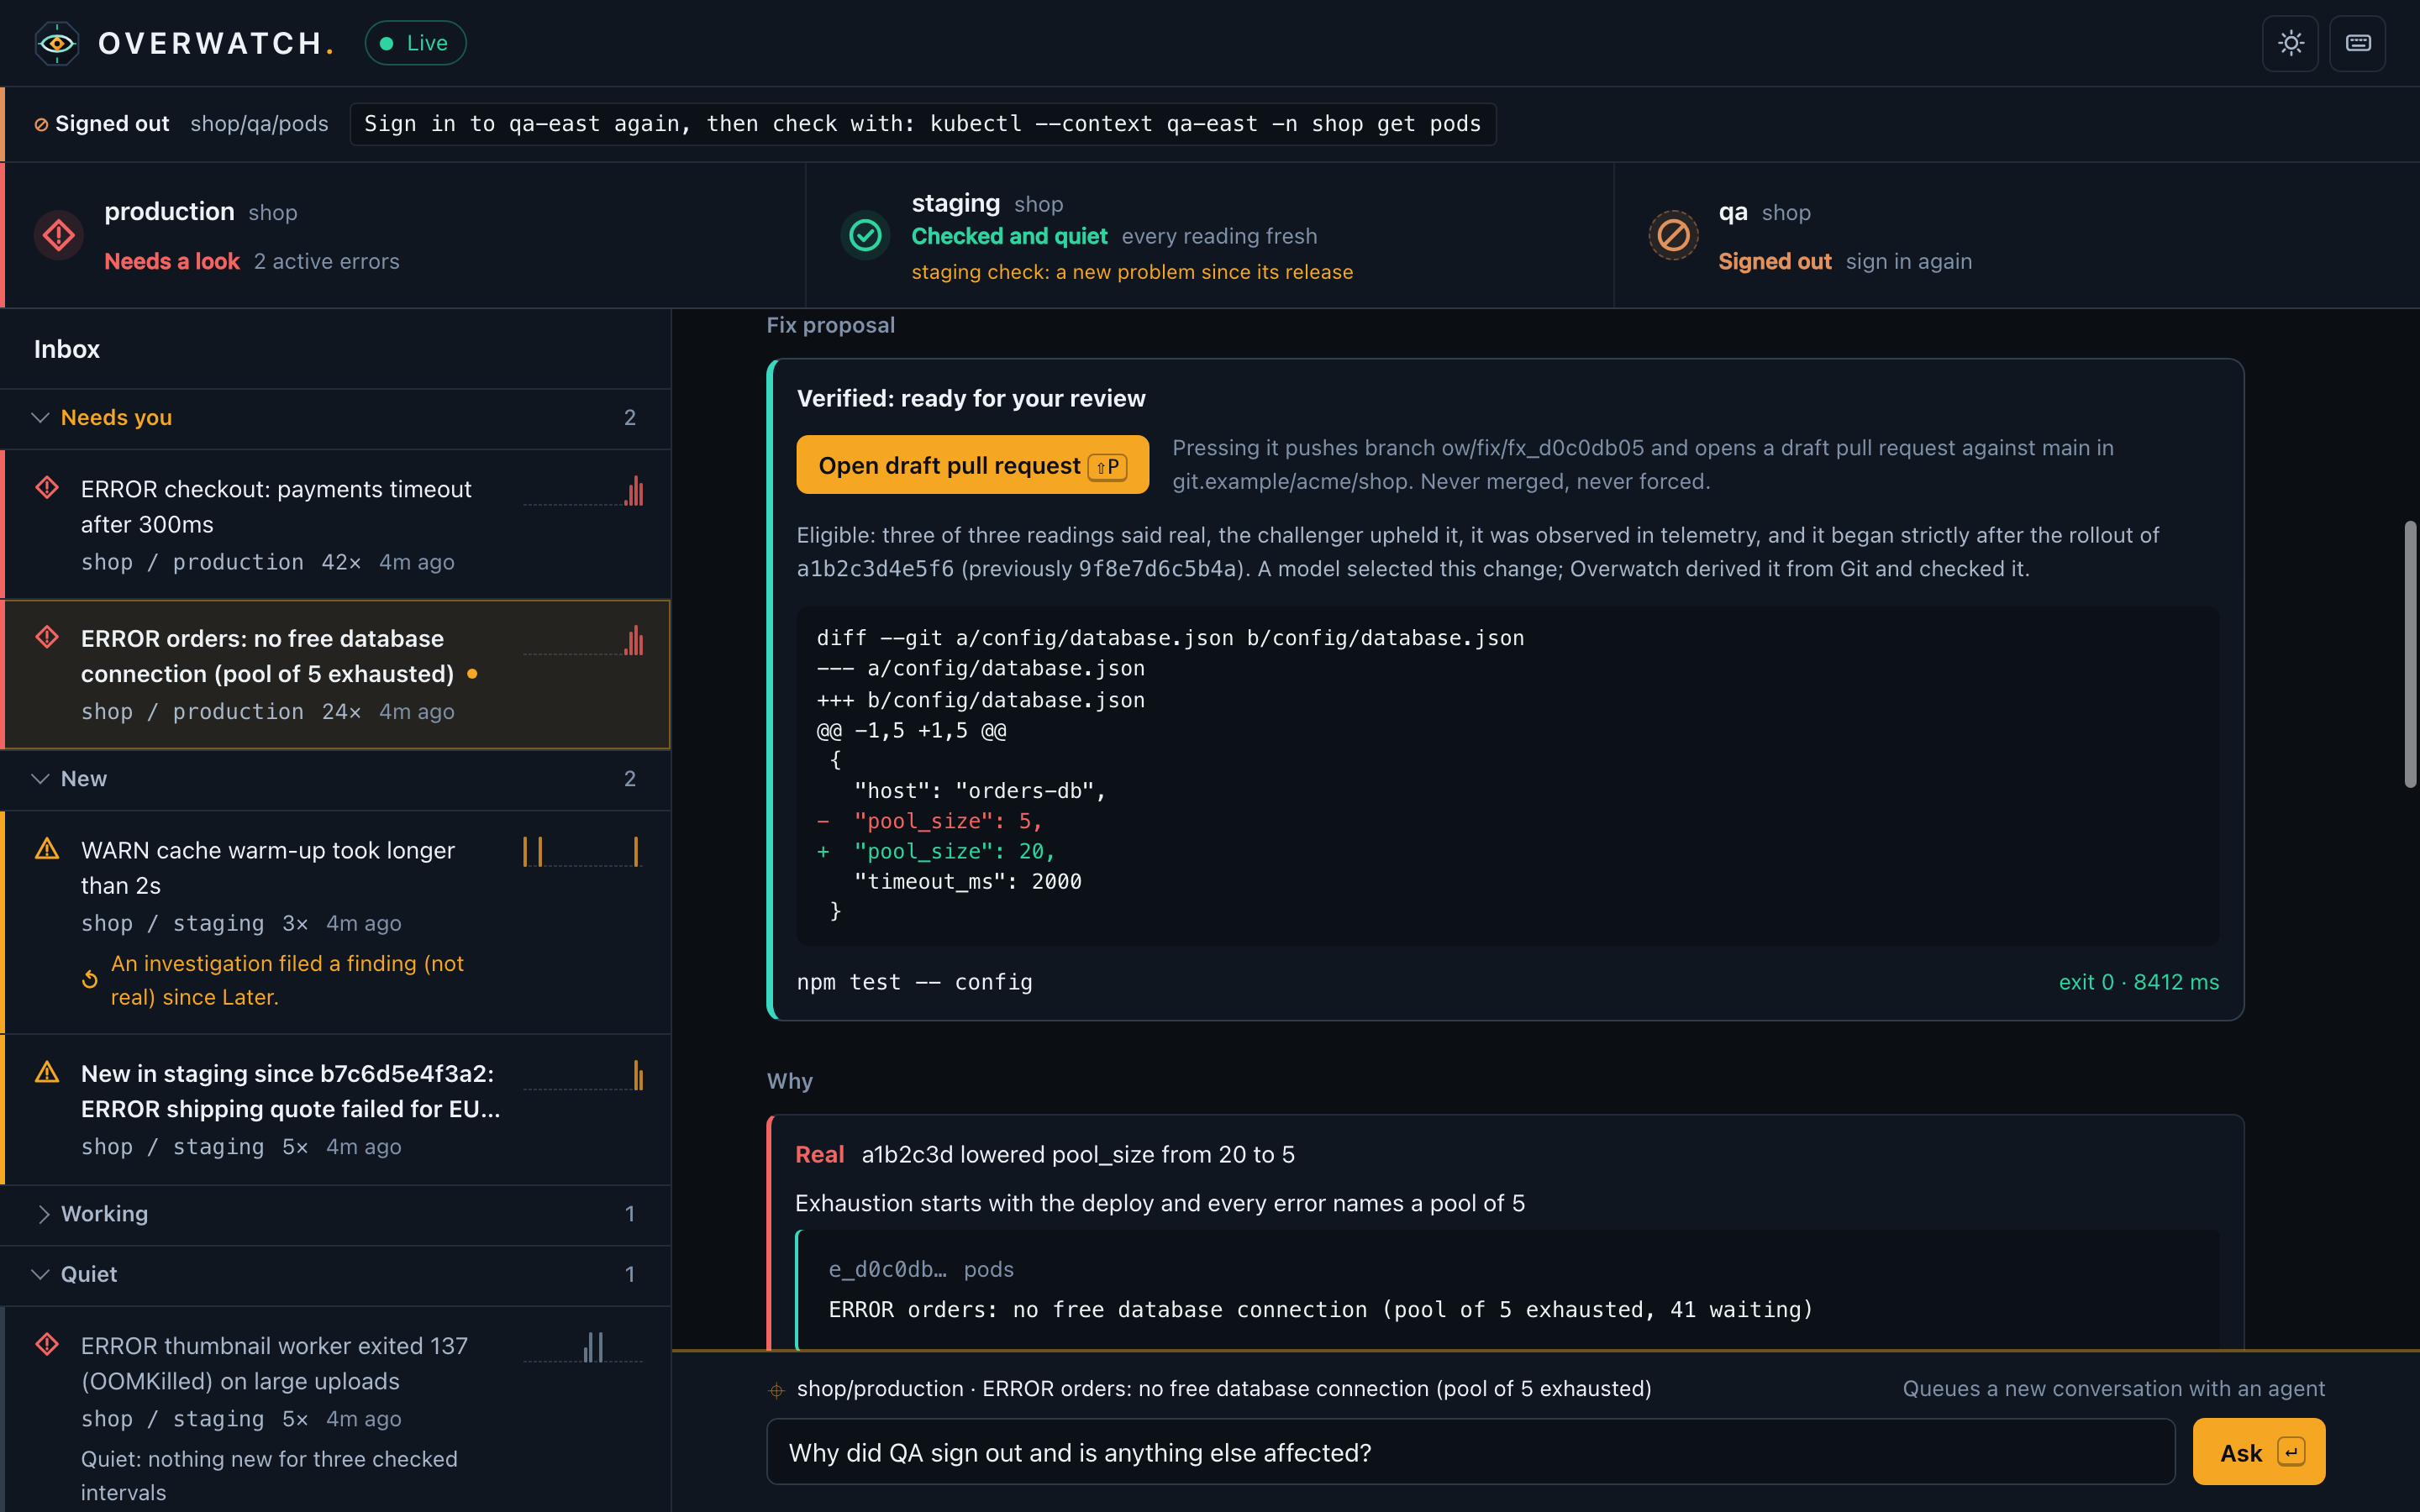 OVERWATCH.
Live
Signed out shop/qa/pods Sign in to qa-east again, then check with: kubectl --context qa-east -n shop get pods
production shop
Needs a look 2 active errors
staging shop
Checked and quiet every reading fresh
staging check: a new problem since its release
qa shop
Signed out sign in again
Inbox
Needs you 2
ERROR checkout: payments timeout
after 300ms
shop / production 42× 4m ago
ERROR orders: no free database
connection (pool of 5 exhausted)
shop / production 24× 4m ago
New 2
WARN cache warm-up took longer
than 2s
shop / staging 3× 4m ago
An investigation filed a finding (not
real) since Later.
New in staging since b7c6d5e4f3a2:
ERROR shipping quote failed for EU...
shop / staging 5× 4m ago
Working 1
Quiet 1
ERROR thumbnail worker exited 137
(OOMKilled) on large uploads
shop / staging 5× 4m ago
Quiet: nothing new for three checked
intervals
Fix proposal
Verified: ready for your review
Open draft pull request ⇧P
Pressing it pushes branch ow/fix/fx_d0c0db05 and opens a draft pull request against main in
git.example/acme/shop. Never merged, never forced.
Eligible: three of three readings said real, the challenger upheld it, it was observed in telemetry, and it began strictly after the rollout of
a1b2c3d4e5f6 (previously 9f8e7d6c5b4a). A model selected this change; Overwatch derived it from Git and checked it.
diff --git a/config/database.json b/config/database.json
--- a/config/database.json
+++ b/config/database.json
@@ -1,5 +1,5 @@
{
"host": "orders-db",
- "pool_size": 5,
+ "pool_size": 20,
"timeout_ms": 2000
}
npm test -- config exit 0 · 8412 ms
Why
Real a1b2c3d lowered pool_size from 20 to 5
Exhaustion starts with the deploy and every error names a pool of 5
e_d0c0db… pods
ERROR orders: no free database connection (pool of 5 exhausted, 41 waiting)
shop/production · ERROR orders: no free database connection (pool of 5 exhausted)
Queues a new conversation with an agent
Why did QA sign out and is anything else affected?
Ask ↵